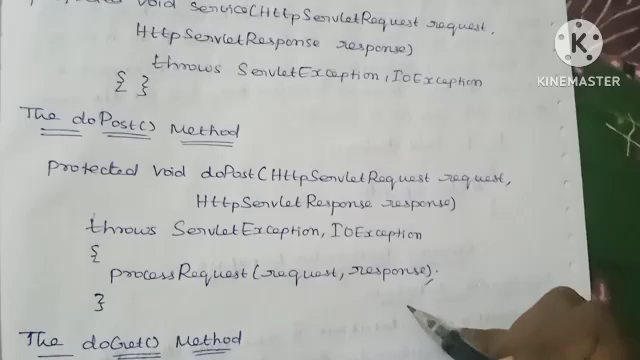 void service(HttpServletRequest request,
HttpServletResponse response)
throws ServletException, IOException
{ }
The doPost() Method
protected void doPost(HttpServletRequest request,
HttpServletResponse response)
throws ServletException, IOException
{
processRequest(request, response);
}
The doGet() Method
KINEMASTER